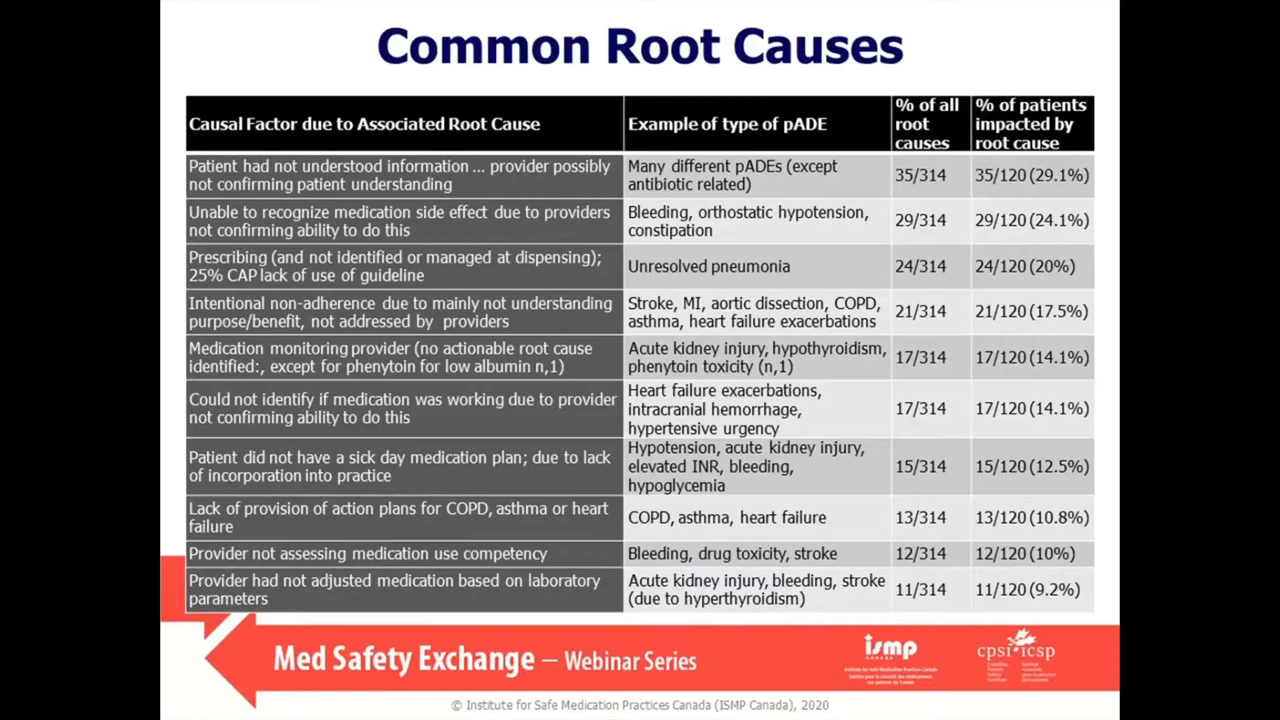 Common Root Causes
Causal Factor due to Associated Root Cause
Example of type of pADE
% of all
root
causes
% of patients
impacted by
root cause
Patient had not understood information ... provider possibly
not confirming patient understanding
Many different pADEs (except
antibiotic related)
35/314
35/120 (29.1%)
Unable to recognize medication side effect due to providers
not confirming ability to do this
Bleeding, orthostatic hypotension,
constipation
29/314
29/120 (24.1%)
Prescribing (and not identified or managed at dispensing);
25% CAP lack of use of guideline
Unresolved pneumonia
24/314
24/120 (20%)
Intentional non-adherence due to mainly not understanding
purpose/benefit, not addressed by providers
Stroke, MI, aortic dissection, COPD,
asthma, heart failure exacerbations
21/314
21/120 (17.5%)
Medication monitoring provider (no actionable root cause
identified:, except for phenytoin for low albumin n,1)
Acute kidney injury, hypothyroidism,
phenytoin toxicity (n,1)
17/314
17/120 (14.1%)
Could not identify if medication was working due to provider
not confirming ability to do this
Heart failure exacerbations,
intracranial hemorrhage,
hypertensive urgency
17/314
17/120 (14.1%)
Patient did not have a sick day medication plan; due to lack
of incorporation into practice
Hypotension, acute kidney injury,
elevated INR, bleeding,
hypoglycemia
15/314
15/120 (12.5%)
Lack of provision of action plans for COPD, asthma or heart
failure
COPD, asthma, heart failure
13/314
13/120 (10.8%)
Provider not assessing medication use competency
Bleeding, drug toxicity, stroke
12/314
12/120 (10%)
Provider had not adjusted medication based on laboratory
parameters
Acute kidney injury, bleeding, stroke
(due to hyperthyroidism)
11/314
11/120 (9.2%)
Med Safety Exchange – Webinar Series
ismp
CANADA
Institute for Safe Medication Practices Canada
cpsi·icsp
© Institute for Safe Medication Practices Canada (ISMP Canada), 2020